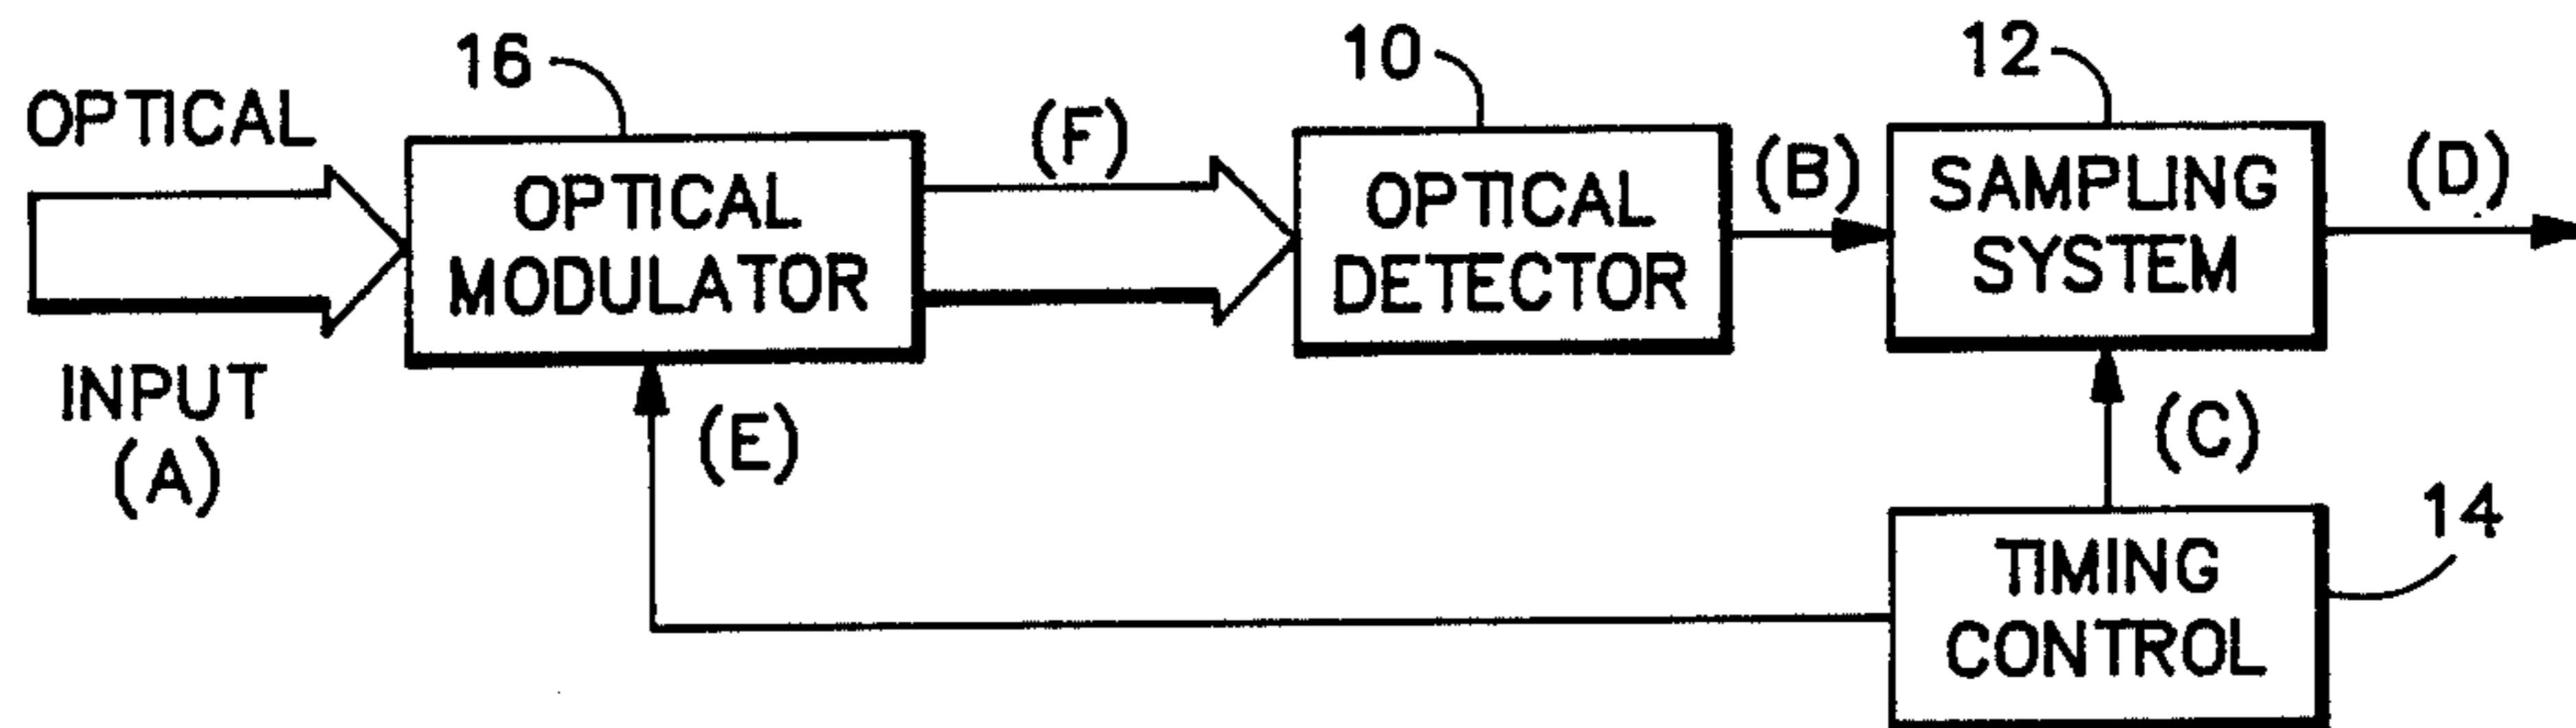 OPTICAL
INPUT
(A)
16
OPTICAL
MODULATOR
(E)
(F)
10
OPTICAL
DETECTOR
(B)
12
SAMPLING
SYSTEM
(D)
(C)
14
TIMING
CONTROL